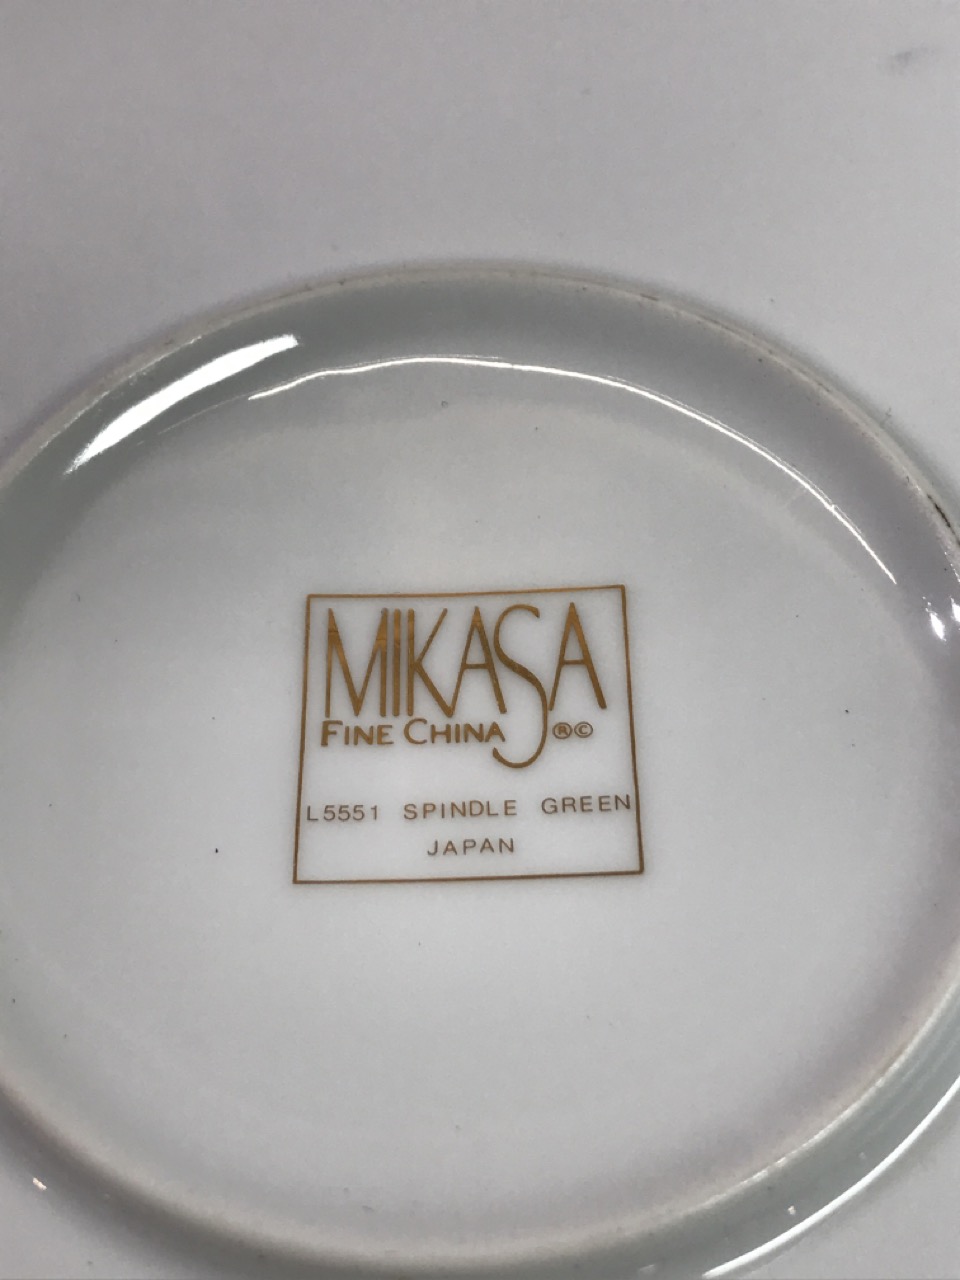 MIKASA
FINE CHINA ®©
L5551 SPINDLE GREEN
JAPAN